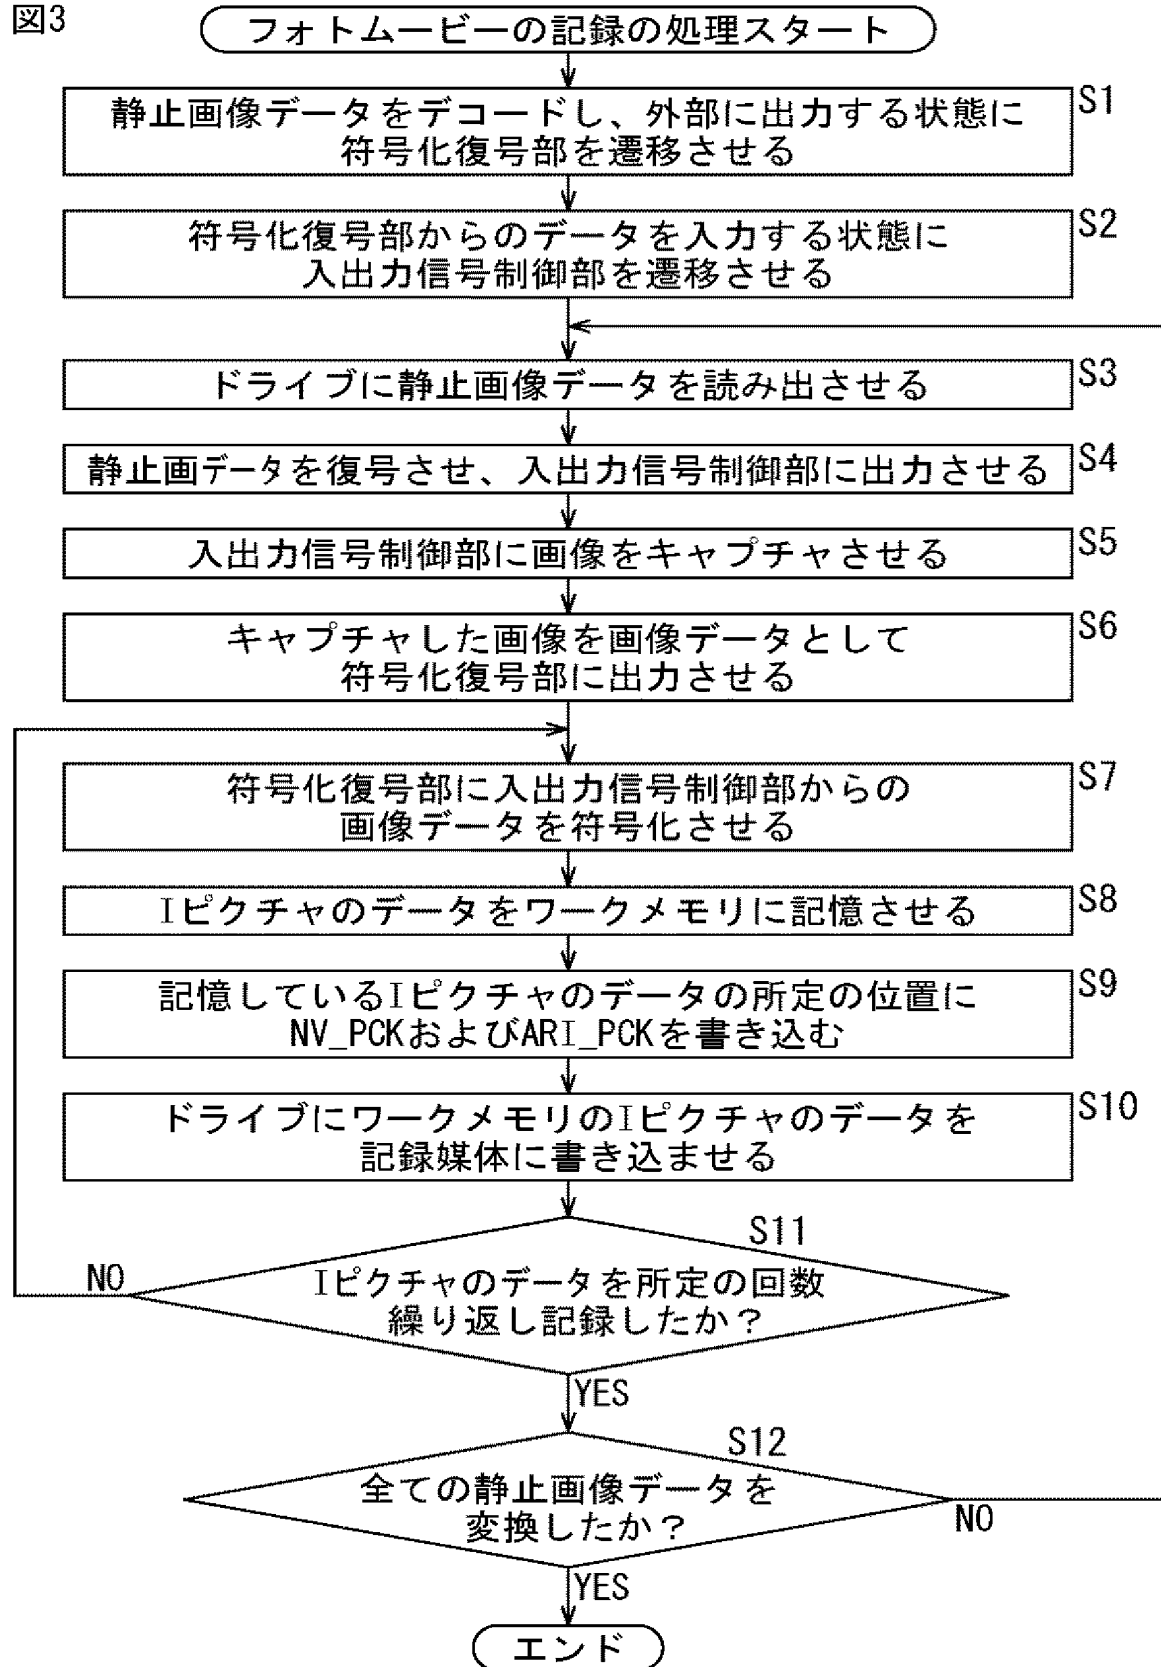 図3
フォトムービーの記録の処理スタート
S1
静止画像データをデコードし、外部に出力する状態に
符号化復号部を遷移させる
S2
符号化復号部からのデータを入力する状態に
入出力信号制御部を遷移させる
S3
ドライブに静止画像データを読み出させる
S4
静止画データを復号させ、入出力信号制御部に出力させる
S5
入出力信号制御部に画像をキャプチャさせる
S6
キャプチャした画像を画像データとして
符号化復号部に出力させる
S7
符号化復号部に入出力信号制御部からの
画像データを符号化させる
S8
Iピクチャのデータをワークメモリに記憶させる
S9
記憶しているIピクチャのデータの所定の位置に
NV_PCKおよびARI_PCKを書き込む
S10
ドライブにワークメモリのIピクチャのデータを
記録媒体に書き込ませる
S11
NO
Iピクチャのデータを所定の回数
繰り返し記録したか？
YES
S12
全ての静止画像データを
変換したか？
NO
YES
エンド